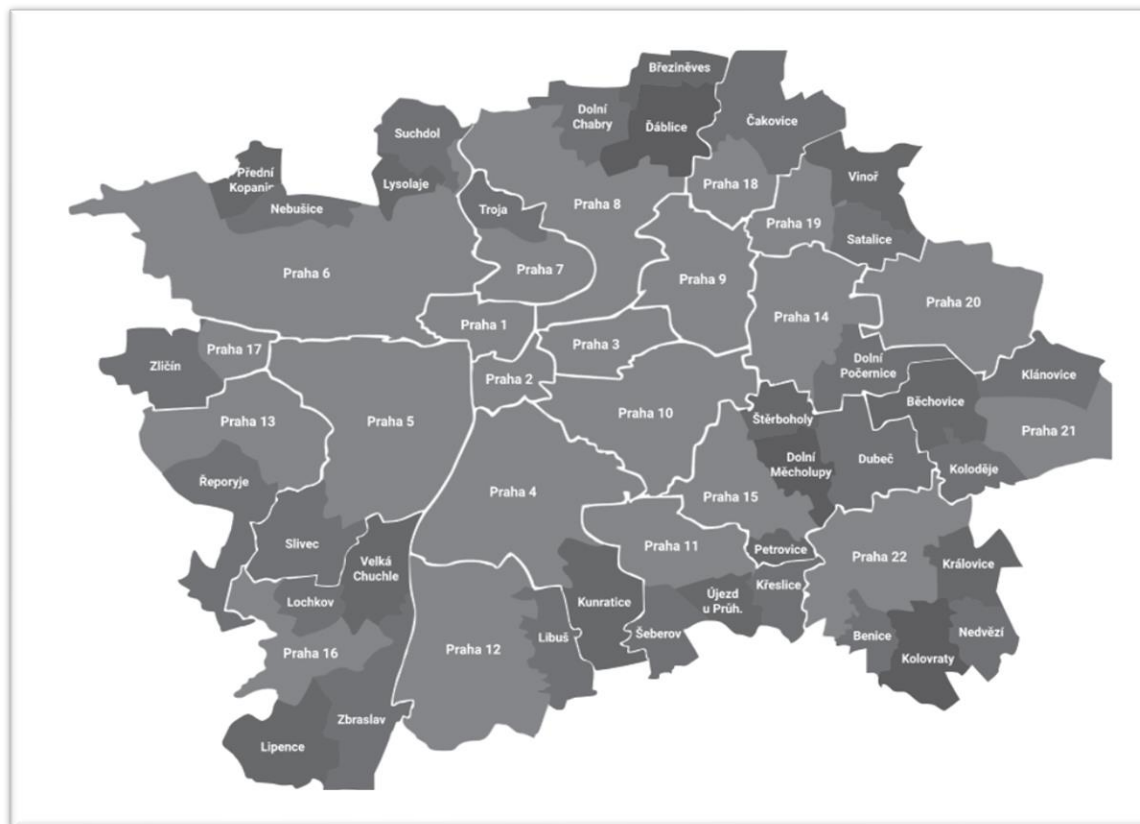 Březiněves
Dolní
Chabry
Ďáblice
Čakovice
Suchdol
Přední
Kopanin
Lysolaje
Vinoř
Praha 18
Nebušice
Troja
Praha 8
Praha 19
Satalice
Praha 6
Praha 7
Praha 9
Praha 20
Praha 14
Praha 1
Praha 3
Praha 17
Zličín
Dolní
Počernice
Klánovice
Praha 2
Běchovice
Praha 13
Praha 5
Praha 10
Štěrboholy
Praha 21
Dolní
Měcholupy
Dubeč
Koloděje
Řeporyje
Praha 4
Praha 15
Slivec
Praha 11
Petrovice
Praha 22
Velká
Chuchle
Královice
Křeslice
Lochkov
Kunratice
Újezd
u Průh.
Šeberov
Libuš
Benice
Nedvězí
Praha 16
Praha 12
Kolovraty
Zbraslav
Lipence